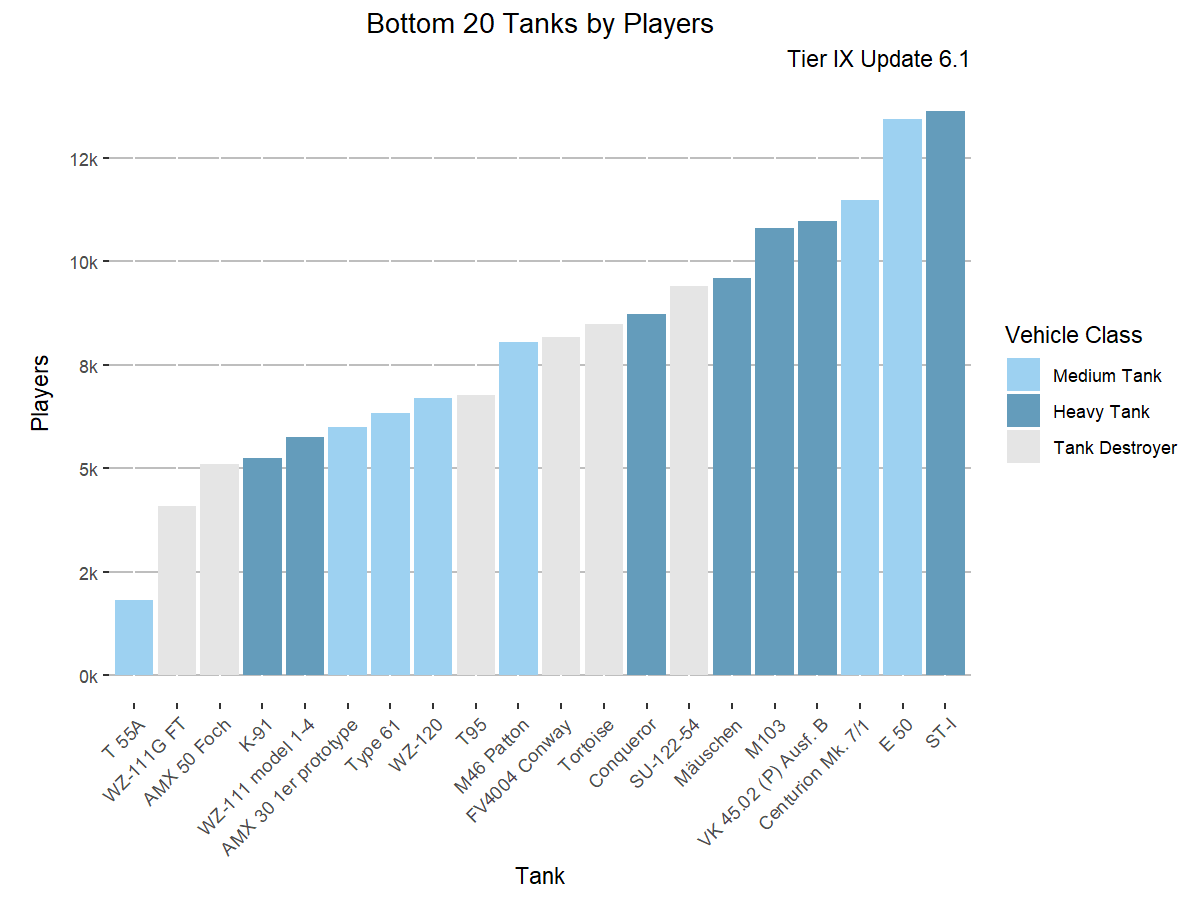 Bottom 20 Tanks by Players
Tier IX Update 6.1
Players
12k
10k
8k
5k
2k
0k
T 55A
WZ-111G FT
AMX 50 Foch
K-91
WZ-111 model 1-4
AMX 30 1er prototype
Type 61
WZ-120
T95
M46 Patton
FV4004 Conway
Tortoise
Conqueror
SU-122-54
Mäuschen
M103
VK 45.02 (P) Ausf. B
Centurion Mk. 7/1
E 50
ST-I
Tank
Vehicle Class
Medium Tank
Heavy Tank
Tank Destroyer